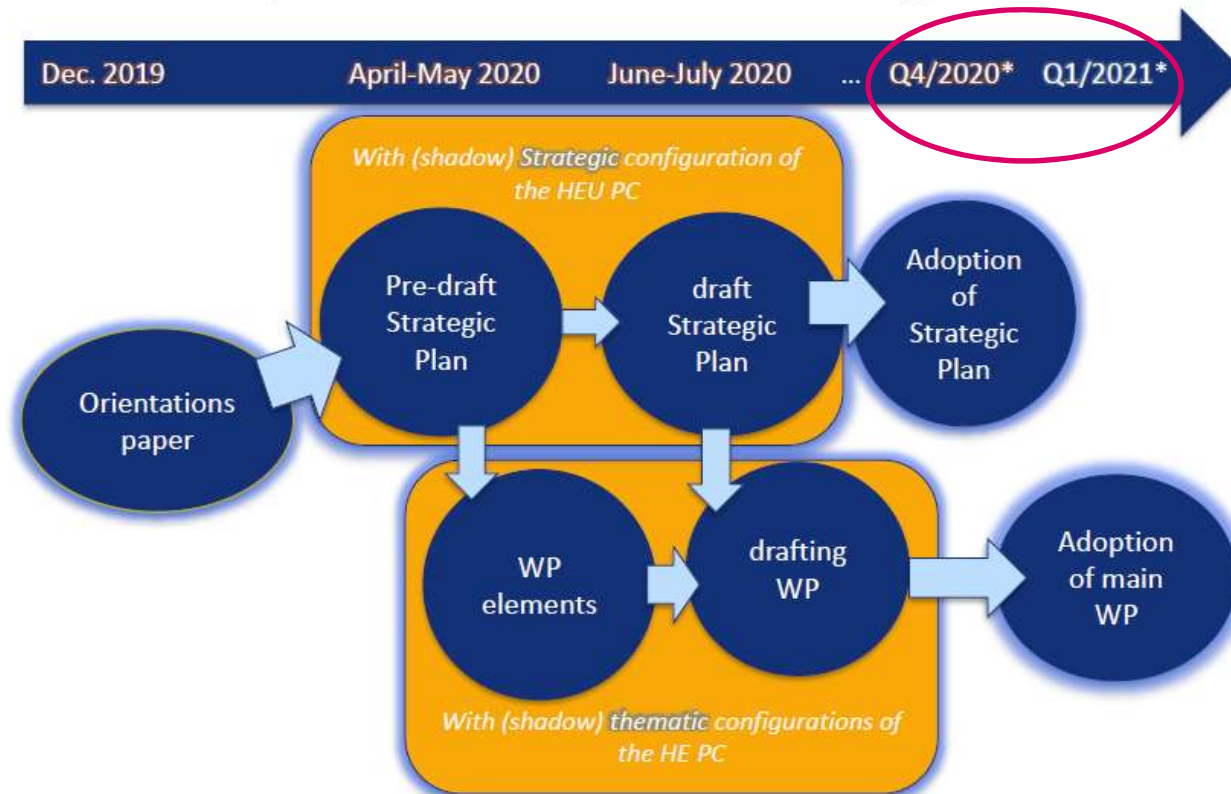 Dec. 2019 April-May 2020 June-July 2020 ... Q4/2020* Q1/2021*
With (shadow) Strategic configuration of
the HEU PC
Pre-draft
Strategic
Plan
draft
Strategic
Plan
Adoption
of
Strategic
Plan
Orientations
paper
WP
elements
drafting
WP
Adoption
of main
WP
With (shadow) thematic configurations of
the HE PC